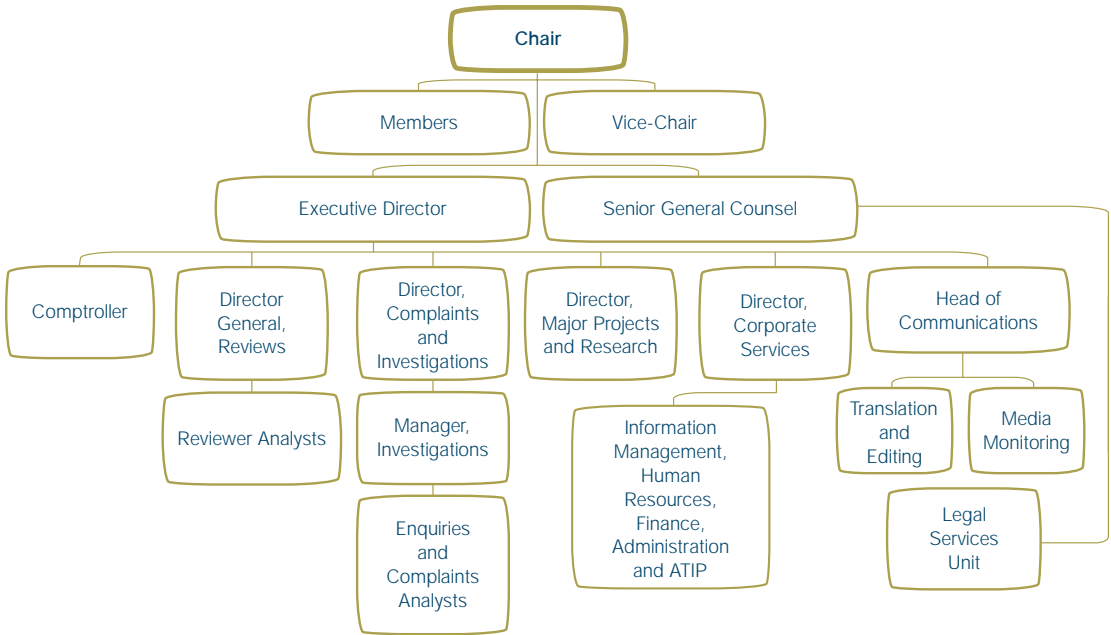 Chair
Members
Vice-Chair
Executive Director
Senior General Counsel
Comptroller
Director
General,
Reviews
Director,
Complaints
and
Investigations
Director,
Major Projects
and Research
Director,
Corporate
Services
Head of
Communications
Reviewer Analysts
Manager,
Investigations
Information
Management,
Human
Resources,
Finance,
Administration
and ATIP
Translation
and
Editing
Media
Monitoring
Enquiries
and
Complaints
Analysts
Legal
Services
Unit